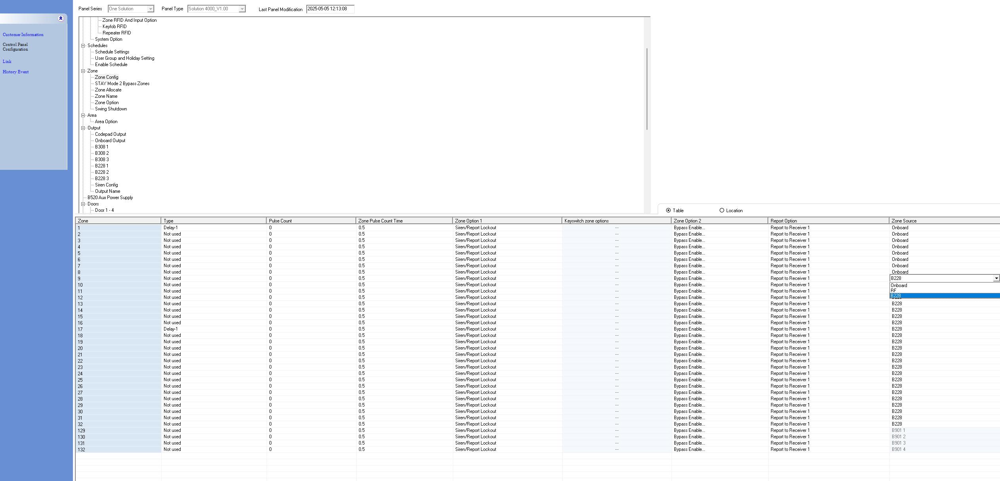 Panel Series One Solution Panel Type Solution 4000_V1.00 Last Panel Modification 2025-05-05 12:13:08
Customer Information
Control Panel
Configuration
Link
History Event
Zone RFID And Input Option
Keyfob RFID
Repeater RFID
System Option
Schedules
Schedule Settings
User Group and Holiday Setting
Enable Schedule
Zone
Zone Config
STAY Mode 2 Bypass Zones
Zone Allocate
Zone Name
Zone Option
Swing Shutdown
Area
Area Option
Output
Codepad Output
Onboard Output
B308 1
B308 2
B308 3
B228 1
B228 2
B228 3
Siren Config
Output Name
B520 Aux Power Supply
Doors
Door 1 - 4
Table Location
Zone Type Pulse Count Zone Pulse Count Time Zone Option 1 Keyswitch zone options Zone Option 2 Report Option Zone Source
1 Delay-1 0 0.5 Siren/Report Lockout --- Bypass Enable... Report to Receiver 1 Onboard
2 Not used 0 0.5 Siren/Report Lockout --- Bypass Enable... Report to Receiver 1 Onboard
3 Not used 0 0.5 Siren/Report Lockout --- Bypass Enable... Report to Receiver 1 Onboard
4 Not used 0 0.5 Siren/Report Lockout --- Bypass Enable... Report to Receiver 1 Onboard
5 Not used 0 0.5 Siren/Report Lockout --- Bypass Enable... Report to Receiver 1 Onboard
6 Not used 0 0.5 Siren/Report Lockout --- Bypass Enable... Report to Receiver 1 Onboard
7 Not used 0 0.5 Siren/Report Lockout --- Bypass Enable... Report to Receiver 1 Onboard
8 Not used 0 0.5 Siren/Report Lockout --- Bypass Enable... Report to Receiver 1 Onboard
9 Not used 0 0.5 Siren/Report Lockout --- Bypass Enable... Report to Receiver 1 B228
10 Not used 0 0.5 Siren/Report Lockout --- Bypass Enable... Report to Receiver 1 Onboard
11 Not used 0 0.5 Siren/Report Lockout --- Bypass Enable... Report to Receiver 1 RF
12 Not used 0 0.5 Siren/Report Lockout --- Bypass Enable... Report to Receiver 1 B228
13 Not used 0 0.5 Siren/Report Lockout --- Bypass Enable... Report to Receiver 1 B228
14 Not used 0 0.5 Siren/Report Lockout --- Bypass Enable... Report to Receiver 1 B228
15 Not used 0 0.5 Siren/Report Lockout --- Bypass Enable... Report to Receiver 1 B228
16 Not used 0 0.5 Siren/Report Lockout --- Bypass Enable... Report to Receiver 1 B228
17 Delay-1 0 0.5 Siren/Report Lockout --- Bypass Enable... Report to Receiver 1 B228
18 Not used 0 0.5 Siren/Report Lockout --- Bypass Enable... Report to Receiver 1 B228
19 Not used 0 0.5 Siren/Report Lockout --- Bypass Enable... Report to Receiver 1 B228
20 Not used 0 0.5 Siren/Report Lockout --- Bypass Enable... Report to Receiver 1 B228
21 Not used 0 0.5 Siren/Report Lockout --- Bypass Enable... Report to Receiver 1 B228
22 Not used 0 0.5 Siren/Report Lockout --- Bypass Enable... Report to Receiver 1 B228
23 Not used 0 0.5 Siren/Report Lockout --- Bypass Enable... Report to Receiver 1 B228
24 Not used 0 0.5 Siren/Report Lockout --- Bypass Enable... Report to Receiver 1 B228
25 Not used 0 0.5 Siren/Report Lockout --- Bypass Enable... Report to Receiver 1 B228
26 Not used 0 0.5 Siren/Report Lockout --- Bypass Enable... Report to Receiver 1 B228
27 Not used 0 0.5 Siren/Report Lockout --- Bypass Enable... Report to Receiver 1 B228
28 Not used 0 0.5 Siren/Report Lockout --- Bypass Enable... Report to Receiver 1 B228
29 Not used 0 0.5 Siren/Report Lockout --- Bypass Enable... Report to Receiver 1 B228
30 Not used 0 0.5 Siren/Report Lockout --- Bypass Enable... Report to Receiver 1 B228
31 Not used 0 0.5 Siren/Report Lockout --- Bypass Enable... Report to Receiver 1 B228
32 Not used 0 0.5 Siren/Report Lockout --- Bypass Enable... Report to Receiver 1 B228
129 Not used 0 0.5 Siren/Report Lockout --- Bypass Enable... Report to Receiver 1 B901 1
130 Not used 0 0.5 Siren/Report Lockout --- Bypass Enable... Report to Receiver 1 B901 2
131 Not used 0 0.5 Siren/Report Lockout --- Bypass Enable... Report to Receiver 1 B901 3
132 Not used 0 0.5 Siren/Report Lockout --- Bypass Enable... Report to Receiver 1 B901 4